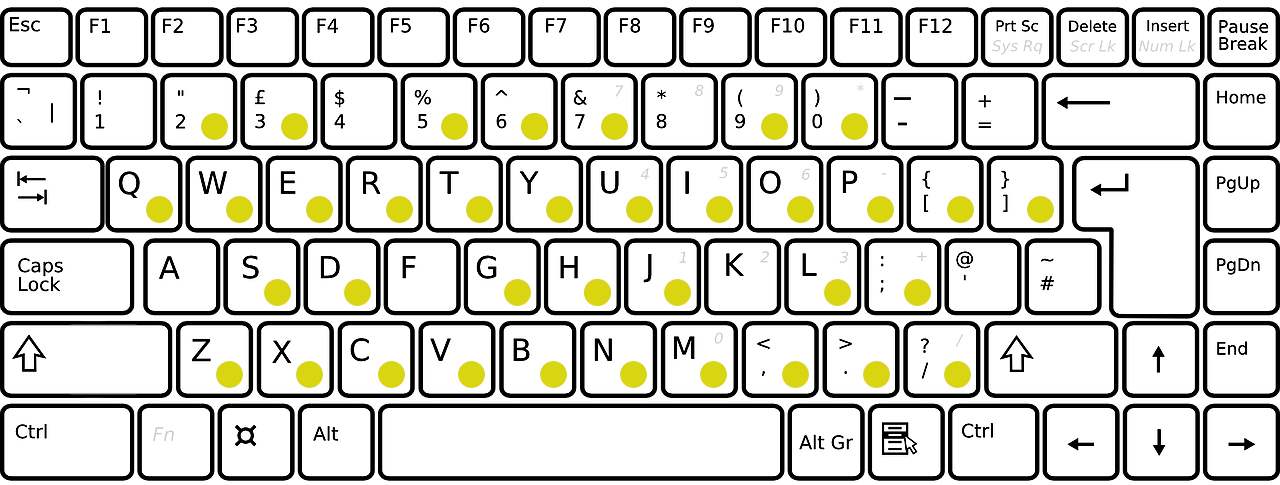 Esc F1 F2 F3 F4 F5 F6 F7 F8 F9 F10 F11 F12 Prt Sc Delete Insert Pause
Sys Rq Scr Lk Num Lk Break
¬ ! " £ $ % ^ & 7 * 8 ( 9 ) * — +
` | 1 2 3 4 5 6 7 8 9 0 - = Home
Q W E R T Y U 4 I 5 O 6 P - { } PgUp
[ ]
Caps A S D F G H J 1 K 2 L 3 : + @ ~ PgDn
Lock ; ' #
Z X C V B N M 0 < > ? / End
, . /
Ctrl Fn Alt Alt Gr Ctrl